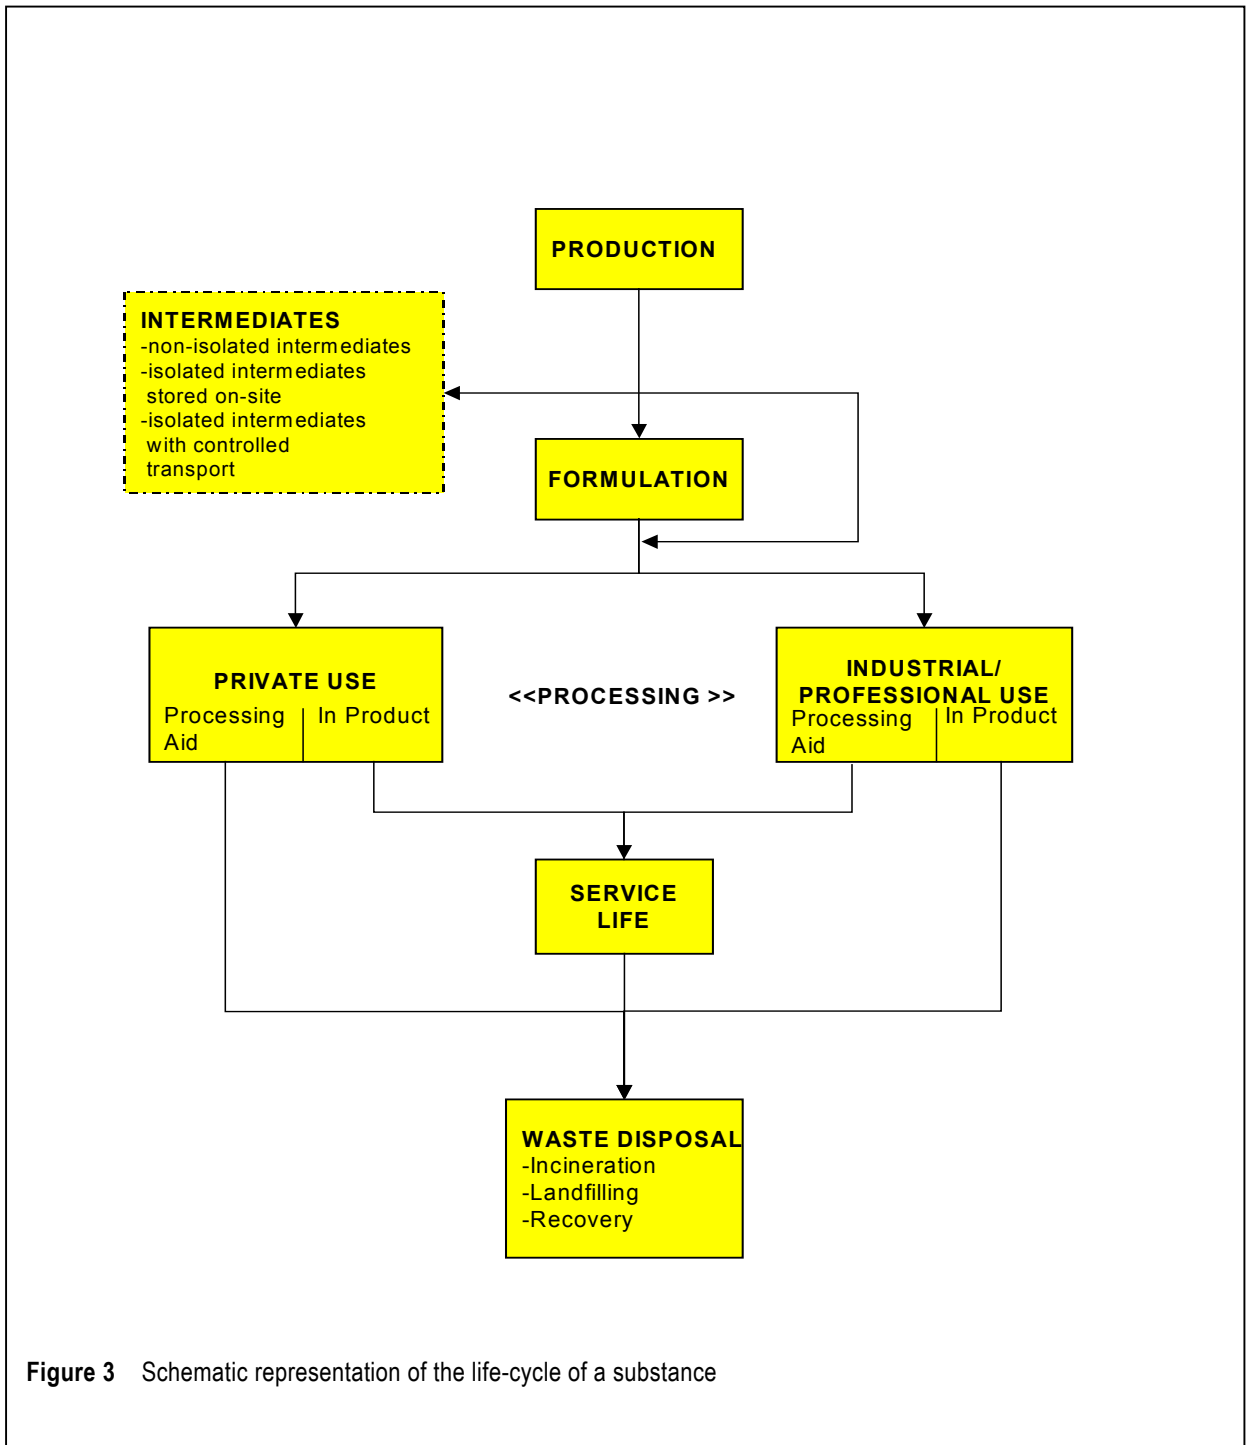 PRODUCTION
INTERMEDIATES
-non-isolated intermediates
-isolated intermediates
stored on-site
-isolated intermediates
with controlled
transport
FORMULATION
PRIVATE USE
Processing
Aid
In Product
<<PROCESSING >>
INDUSTRIAL/
PROFESSIONAL USE
Processing
Aid
In Product
SERVICE
LIFE
WASTE DISPOSAL
-Incineration
-Landfilling
-Recovery
Figure 3 Schematic representation of the life-cycle of a substance